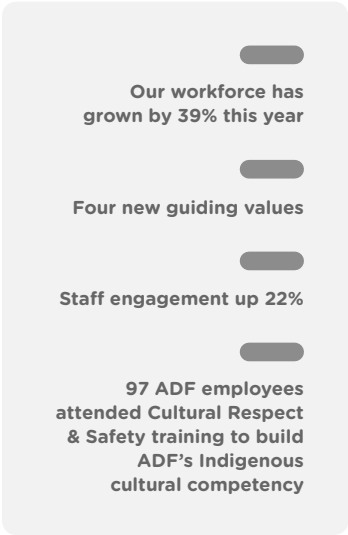 Our workforce has
grown by 39% this year
Four new guiding values
Staff engagement up 22%
97 ADF employees
attended Cultural Respect
& Safety training to build
ADF’s Indigenous
cultural competency